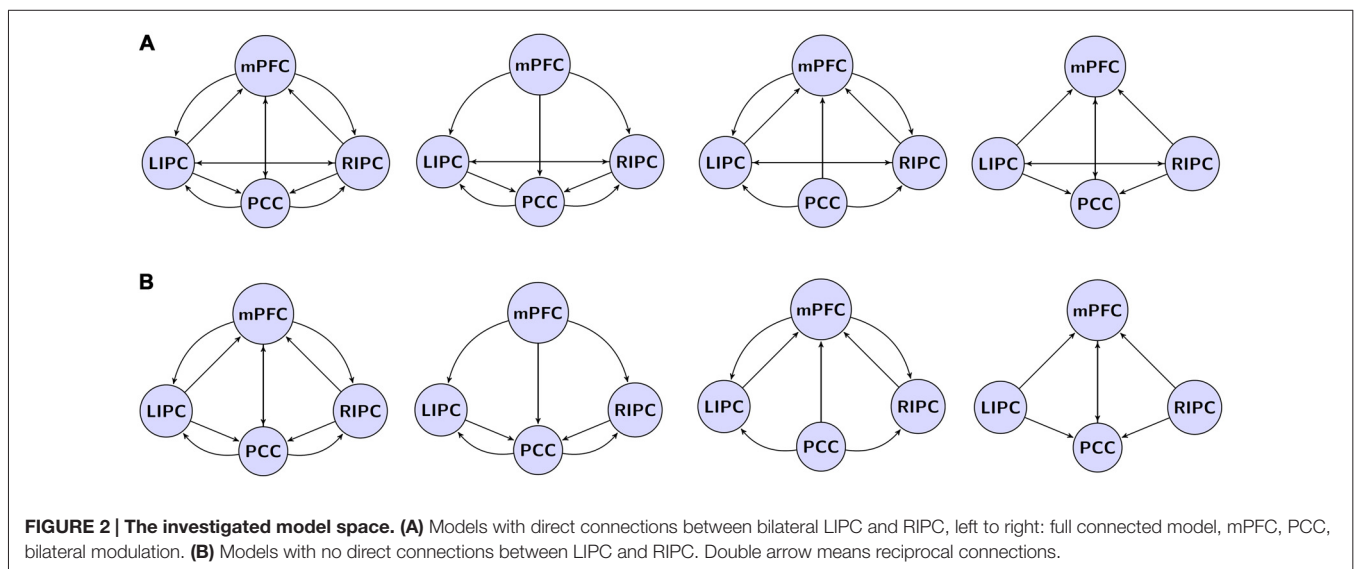 A
mPFC mPFC mPFC mPFC
LIPC RIPC LIPC RIPC LIPC RIPC LIPC RIPC
PCC PCC PCC PCC
B
mPFC mPFC mPFC mPFC
LIPC RIPC LIPC RIPC LIPC RIPC LIPC RIPC
PCC PCC PCC PCC
FIGURE 2 | The investigated model space. (A) Models with direct connections between bilateral LIPC and RIPC, left to right: full connected model, mPFC, PCC,
bilateral modulation. (B) Models with no direct connections between LIPC and RIPC. Double arrow means reciprocal connections.